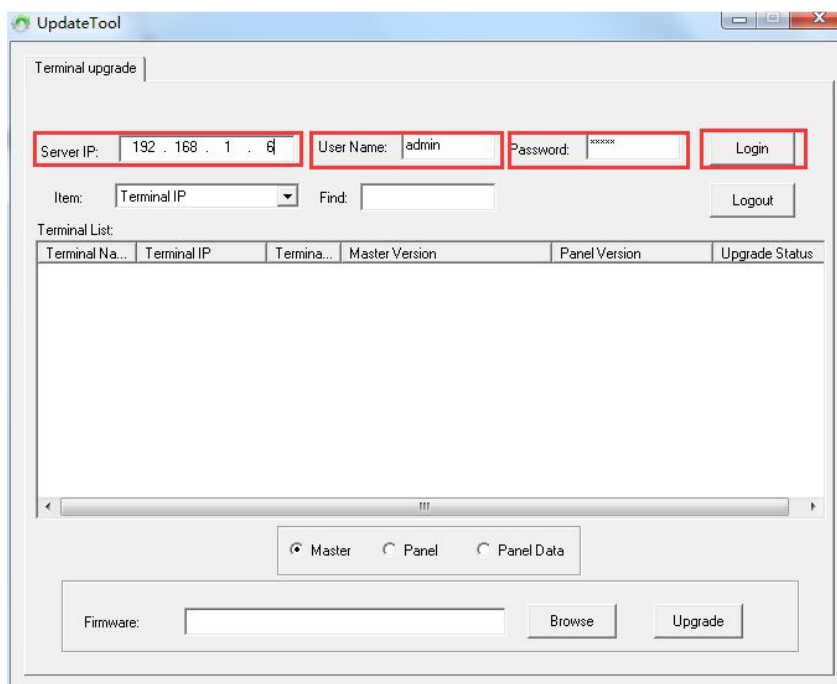 UpdateTool
Terminal upgrade
Server IP: 192 . 168 . 1 . 6 User Name: admin Password: ××××× Login
Item: Terminal IP Find: Logout
Terminal List:
Terminal Na... Terminal IP Termina... Master Version Panel Version Upgrade Status
Master Panel Panel Data
Firmware: Browse Upgrade